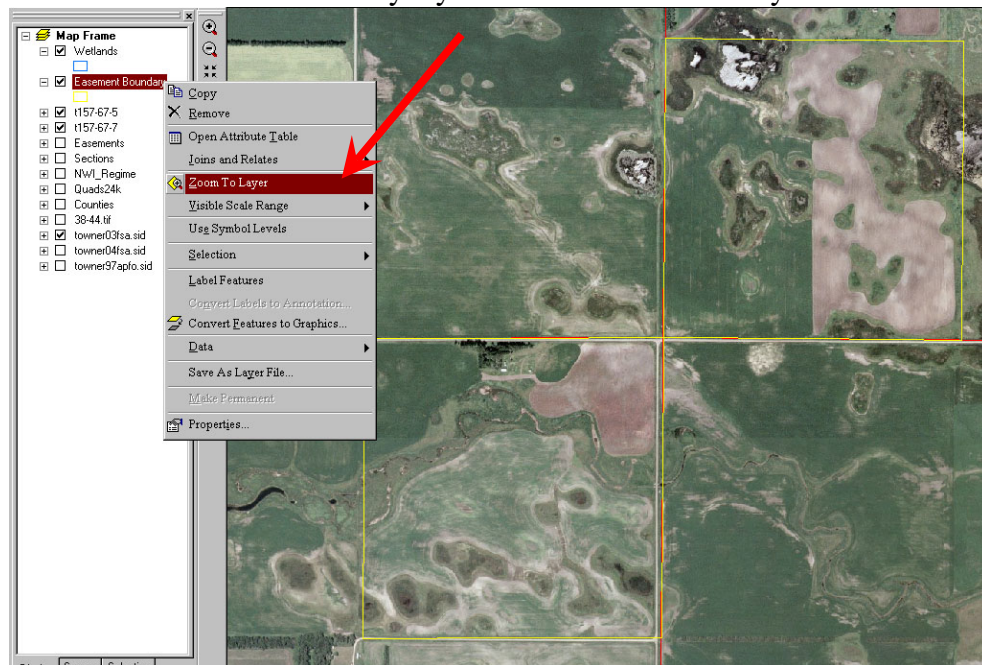 Map Frame
Wetlands
Easement Boundary
t157-67-5
t157-67-7
Easements
Sections
NWI_Regime
Quads24k
Counties
38-44.tif
towner03fsa.sid
towner04fsa.sid
towner97apfo.sid
Copy
Remove
Open Attribute Table
Joins and Relates
Zoom To Layer
Visible Scale Range
Use Symbol Levels
Selection
Label Features
Convert Labels to Annotation...
Convert Features to Graphics...
Data
Save As Layer File...
Make Permanent
Properties...